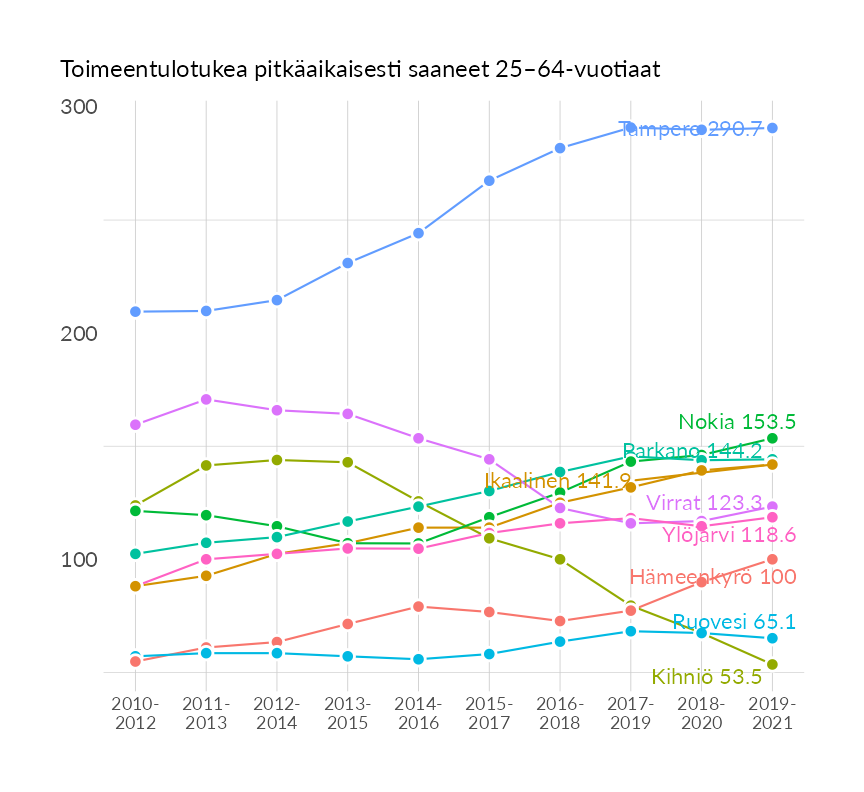 Toimeentulotukea pitkäaikaisesti saaneet 25–64-vuotiaat
300
Tampere 290.7
200
Nokia 153.5
Parkano 144.2
Ikaalinen 141.9
Virrat 123.3
Ylöjärvi 118.6
100
Hämeenkyrö 100
Ruovesi 65.1
Kihniö 53.5
2010- 2011- 2012- 2013- 2014- 2015- 2016- 2017- 2018- 2019-
2012 2013 2014 2015 2016 2017 2018 2019 2020 2021